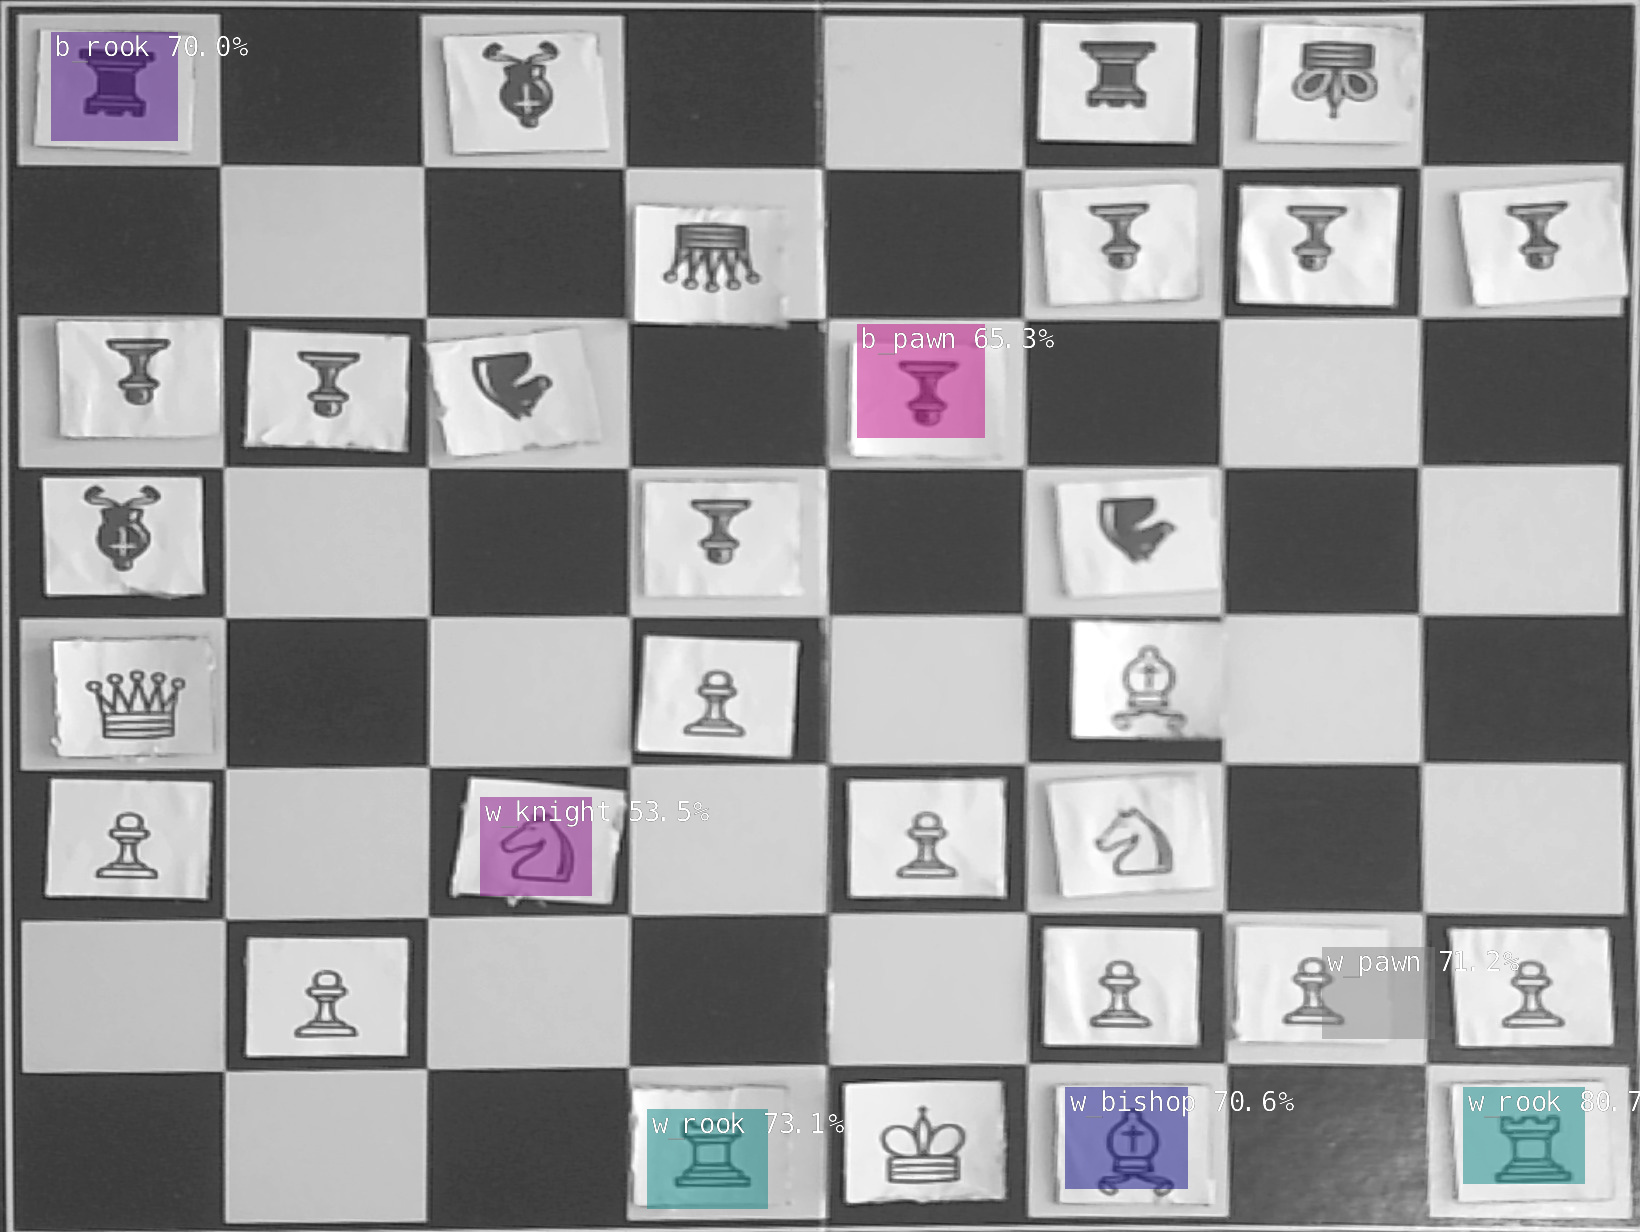 b_rook 70.0%
b_pawn 65.3%
w_knight 53.5%
w_pawn 71.2%
w_bishop 70.6%
w_rook 80.7
w_rook 73.1%